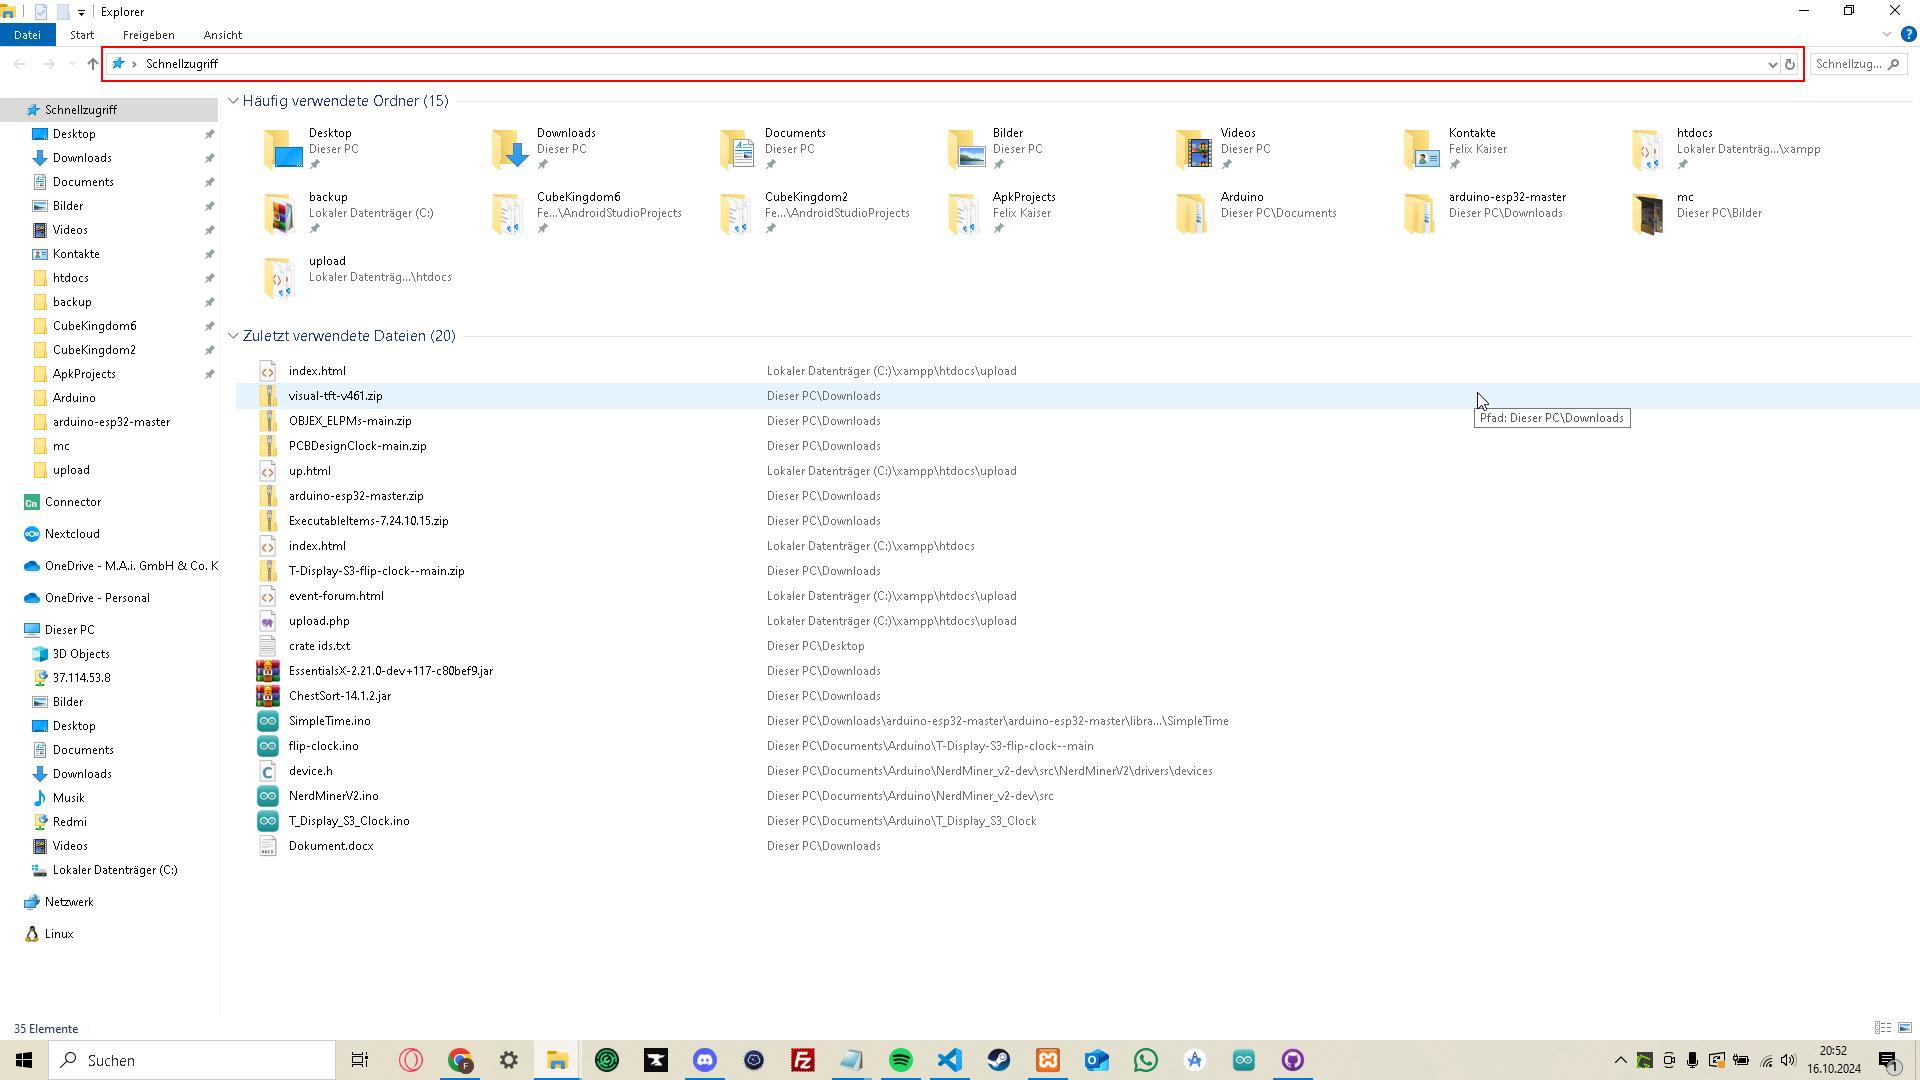 Explorer
Datei Start Freigeben Ansicht
Schnellzugriff
Schnellzug...
Schnellzugriff
Desktop
Downloads
Documents
Bilder
Videos
Kontakte
htdocs
backup
CubeKingdom6
CubeKingdom2
ApkProjects
Arduino
arduino-esp32-master
mc
upload
Connector
Nextcloud
OneDrive - M.A.i. GmbH & Co. K
OneDrive - Personal
Dieser PC
3D Objects
37.114.53.8
Bilder
Desktop
Documents
Downloads
Musik
Redmi
Videos
Lokaler Datenträger (C:)
Netzwerk
Linux
Häufig verwendete Ordner (15)
Desktop
Dieser PC
Downloads
Dieser PC
Documents
Dieser PC
Bilder
Dieser PC
Videos
Dieser PC
Kontakte
Felix Kaiser
htdocs
Lokaler Datenträg...\xampp
backup
Lokaler Datenträger (C:)
CubeKingdom6
Fe...\AndroidStudioProjects
CubeKingdom2
Fe...\AndroidStudioProjects
ApkProjects
Felix Kaiser
Arduino
Dieser PC\Documents
arduino-esp32-master
Dieser PC\Downloads
mc
Dieser PC\Bilder
upload
Lokaler Datenträg...\htdocs
Zuletzt verwendete Dateien (20)
index.html Lokaler Datenträger (C:)\xampp\htdocs\upload
visual-tft-v461.zip Dieser PC\Downloads
Pfad: Dieser PC\Downloads
OBJEX_ELPMs-main.zip Dieser PC\Downloads
PCBDesignClock-main.zip Dieser PC\Downloads
up.html Lokaler Datenträger (C:)\xampp\htdocs\upload
arduino-esp32-master.zip Dieser PC\Downloads
ExecutableItems-7.24.10.15.zip Dieser PC\Downloads
index.html Lokaler Datenträger (C:)\xampp\htdocs
T-Display-S3-flip-clock--main.zip Dieser PC\Downloads
event-forum.html Lokaler Datenträger (C:)\xampp\htdocs\upload
upload.php Lokaler Datenträger (C:)\xampp\htdocs\upload
crate ids.txt Dieser PC\Desktop
EssentialsX-2.21.0-dev+117-c80bef9.jar Dieser PC\Downloads
ChestSort-14.1.2.jar Dieser PC\Downloads
SimpleTime.ino Dieser PC\Downloads\arduino-esp32-master\arduino-esp32-master\libra...\SimpleTime
flip-clock.ino Dieser PC\Documents\Arduino\T-Display-S3-flip-clock--main
device.h Dieser PC\Documents\Arduino\NerdMiner_v2-dev\src\NerdMinerV2\drivers\devices
NerdMinerV2.ino Dieser PC\Documents\Arduino\NerdMiner_v2-dev\src
T_Display_S3_Clock.ino Dieser PC\Documents\Arduino\T_Display_S3_Clock
Dokument.docx Dieser PC\Downloads
35 Elemente
Suchen
20:52
16.10.2024
1